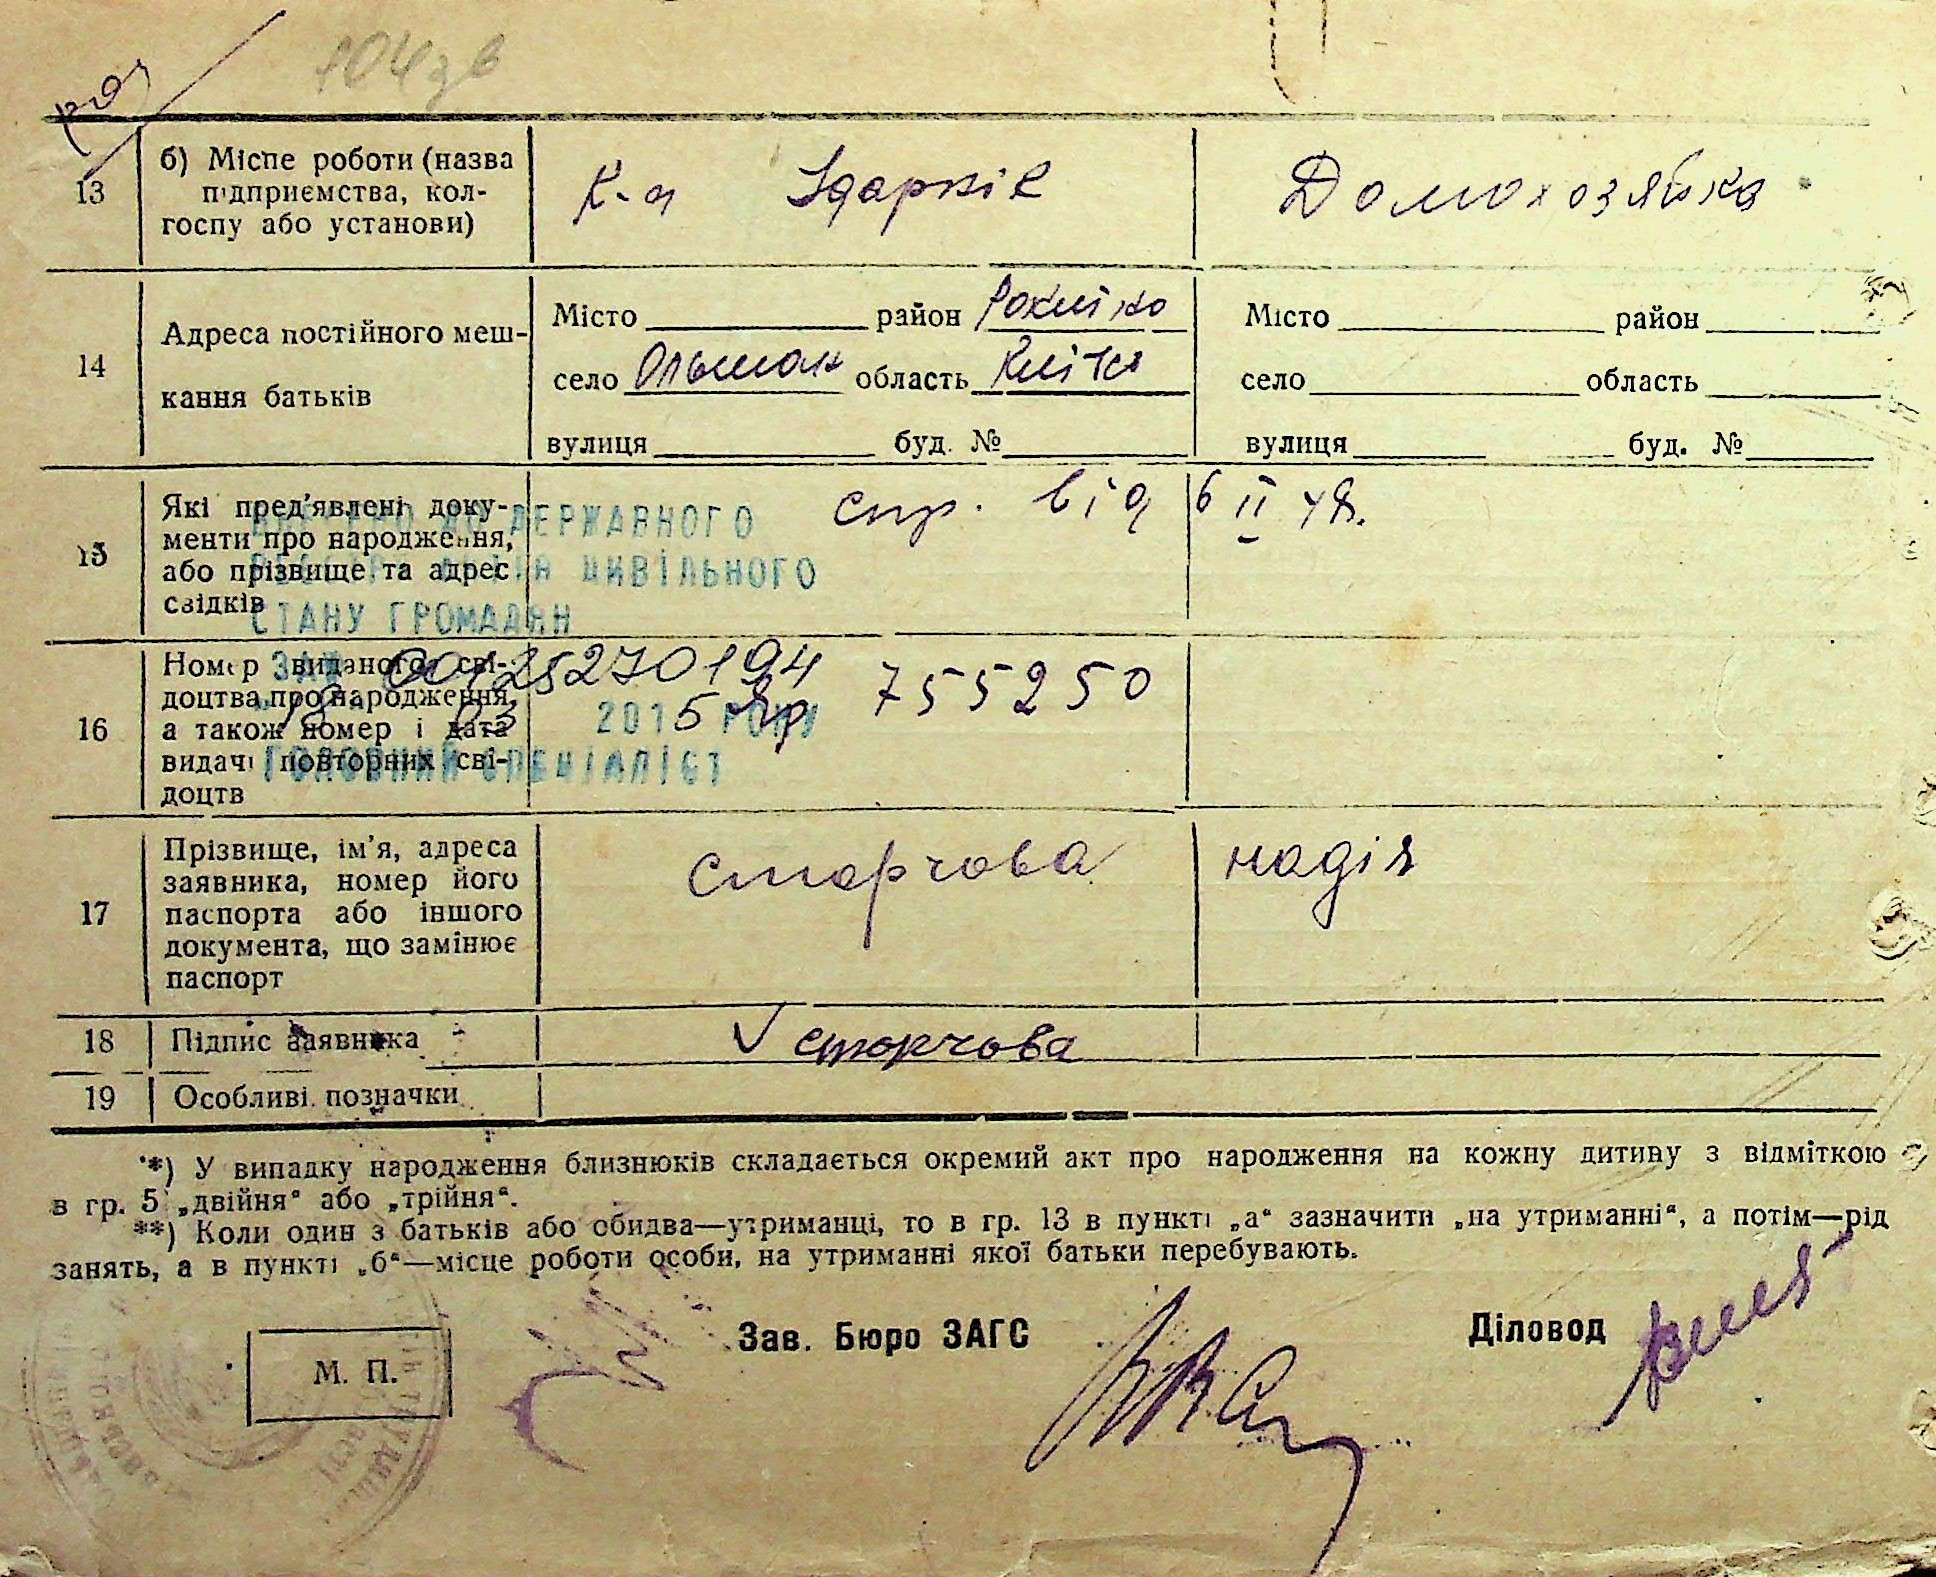 13
б) Місце роботи (назва
підприємства, кол-
госпу або установи)
К-п Ударнік
Домохозяйка
14
Адреса постійного меш-
кання батьків
Місто район Рокитно
село Ольшан область Київсь
вулиця буд. №
Місто район
село область
вулиця буд. №
15
Які пред'явлені доку-
менти про народження,
або прізвище та адрес
свідків
спр. від 6 II 48.
ДЕРЖАВНОГО
ЦИВІЛЬНОГО
СТАНУ ГРОМАДЯН
ЗА № 00125270194
03 2015 РОКУ
ГОЛОВНИЙ СПЕЦІАЛІСТ
16
Номер виданого сві-
доцтва про народження,
а також номер і дата
видачі повторних сві-
доцтв
755250
17
Прізвище, ім'я, адреса
заявника, номер його
паспорта або іншого
документа, що замінює
паспорт
Сторчова Надія
18
Підпис заявника
Сторчова
19
Особливі позначки
*) У випадку народження близнюків складається окремий акт про народження на кожну дитину з відміткою
в гр. 5 „двійня“ або „трійня“.
**) Коли один з батьків або обидва—утриманці, то в гр. 13 в пункті „а“ зазначити „на утриманні“, а потім—рід
занять, а в пункті „б“—місце роботи особи, на утриманні якої батьки перебувають.
М. П.
Зав. Бюро ЗАГС
Діловод